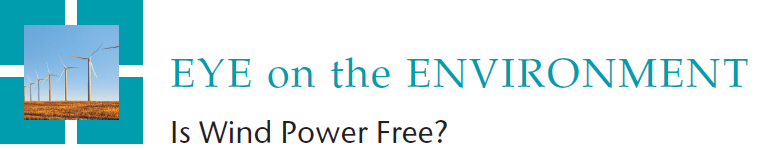 EYE on the ENVIRONMENT
Is Wind Power Free?